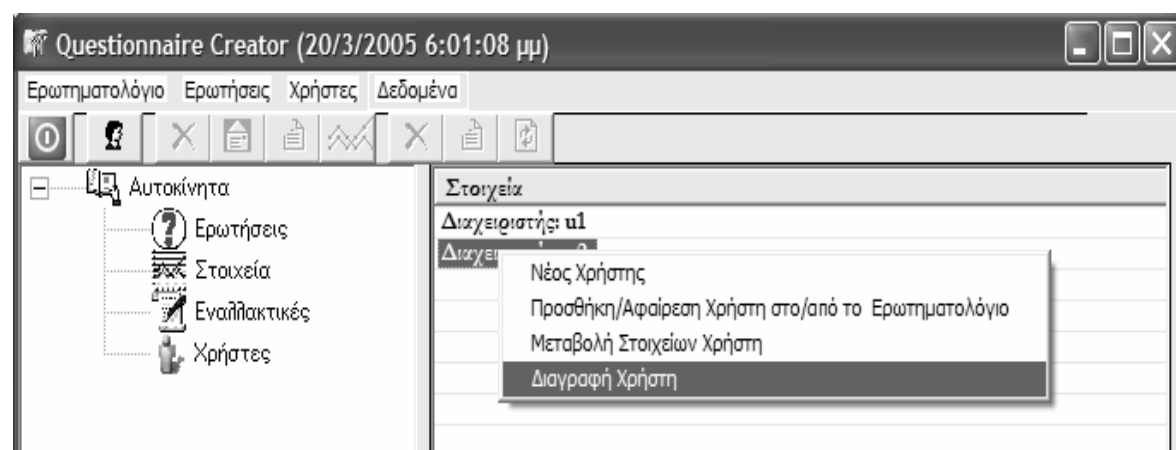 Questionnaire Creator (20/3/2005 6:01:08 μμ)
Ερωτηματολόγιο Ερωτήσεις Χρήστες Δεδομένα
Αυτοκίνητα
Ερωτήσεις
Στοιχεία
Εναλλακτικές
Χρήστες
Στοιχεία
Διαχειριστής: u1
Νέος Χρήστης
Προσθήκη/Αφαίρεση Χρήστη στο/από το Ερωτηματολόγιο
Μεταβολή Στοιχείων Χρήστη
Διαγραφή Χρήστη